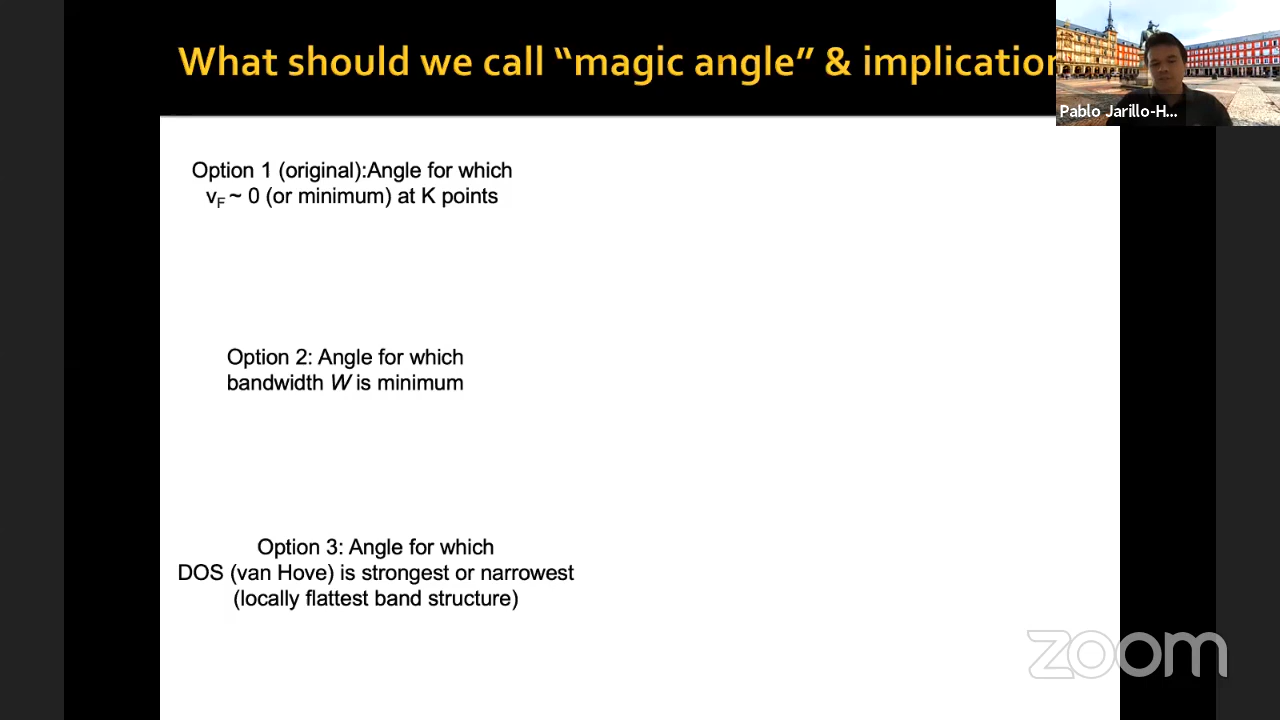 What should we call “magic angle” & implication
Pablo Jarillo-H...
Option 1 (original):Angle for which
vF ~ 0 (or minimum) at K points
Option 2: Angle for which
bandwidth W is minimum
Option 3: Angle for which
DOS (van Hove) is strongest or narrowest
(locally flattest band structure)
zoom